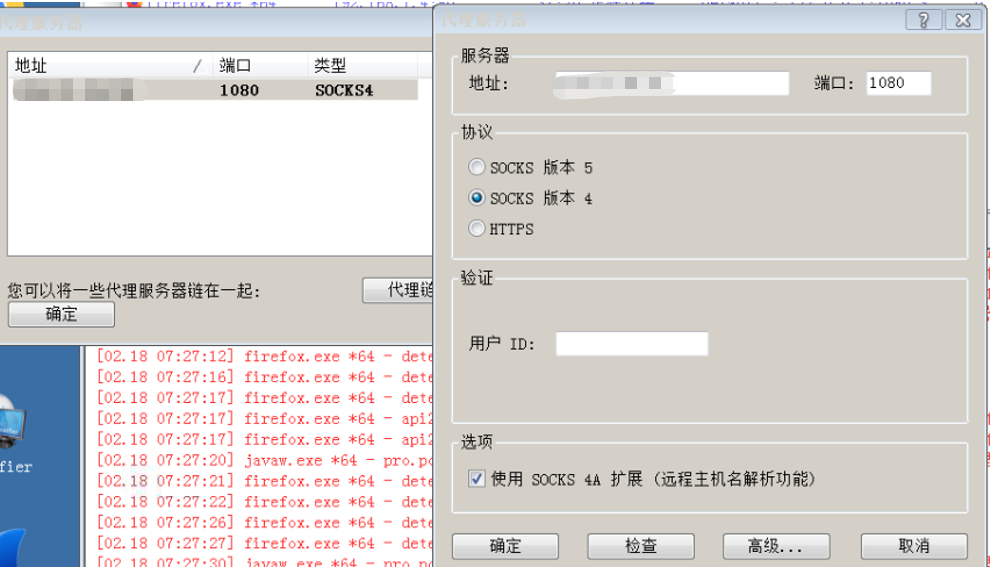 代理服务器
地址 / 端口 类型
1080 SOCKS4
您可以将一些代理服务器链在一起:
代理链
确定
代理服务器
服务器
地址: 端口: 1080
协议
SOCKS 版本 5
SOCKS 版本 4
HTTPS
验证
用户 ID:
选项
使用 SOCKS 4A 扩展 (远程主机名解析功能)
确定 检查 高级... 取消
[02.18 07:27:12] firefox.exe *64 - dete
[02.18 07:27:16] firefox.exe *64 - dete
[02.18 07:27:17] firefox.exe *64 - dete
[02.18 07:27:17] firefox.exe *64 - api2
[02.18 07:27:17] firefox.exe *64 - api2
[02.18 07:27:20] javaw.exe *64 - pro.po
[02.18 07:27:21] firefox.exe *64 - dete
[02.18 07:27:22] firefox.exe *64 - dete
[02.18 07:27:26] firefox.exe *64 - dete
[02.18 07:27:27] firefox.exe *64 - dete
[02.18 07:27:30] javaw.exe *64 - pro.po
fier